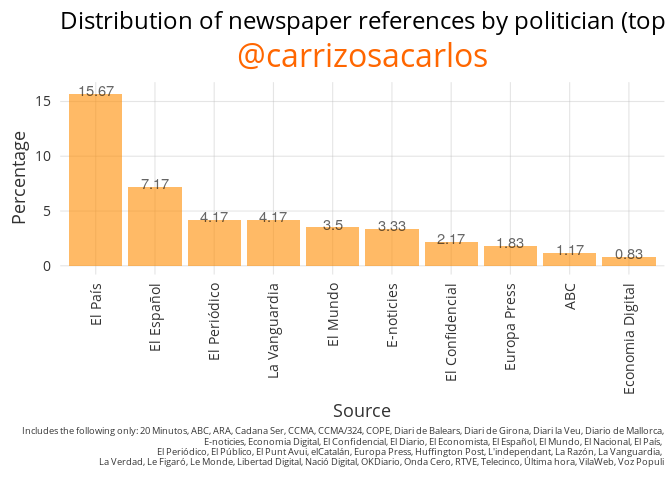 Distribution of newspaper references by politician (top
@carrizosacarlos
Percentage
15
10
5
0
15.67
7.17
4.17
4.17
3.5
3.33
2.17
1.83
1.17
0.83
El País
El Español
El Periódico
La Vanguardia
El Mundo
E-noticies
El Confidencial
Europa Press
ABC
Economia Digital
Source
Includes the following only: 20 Minutos, ABC, ARA, Cadana Ser, CCMA, CCMA/324, COPE, Diari de Balears, Diari de Girona, Diari la Veu, Diario de Mallorca,
E-noticies, Economia Digital, El Confidencial, El Diario, El Economista, El Español, El Mundo, El Nacional, El País,
El Periódico, El Público, El Punt Avui, elCatalán, Europa Press, Huffington Post, L'independant, La Razón, La Vanguardia,
La Verdad, Le Figaró, Le Monde, Libertad Digital, Nació Digital, OKDiario, Onda Cero, RTVE, Telecinco, Última hora, VilaWeb, Voz Populi